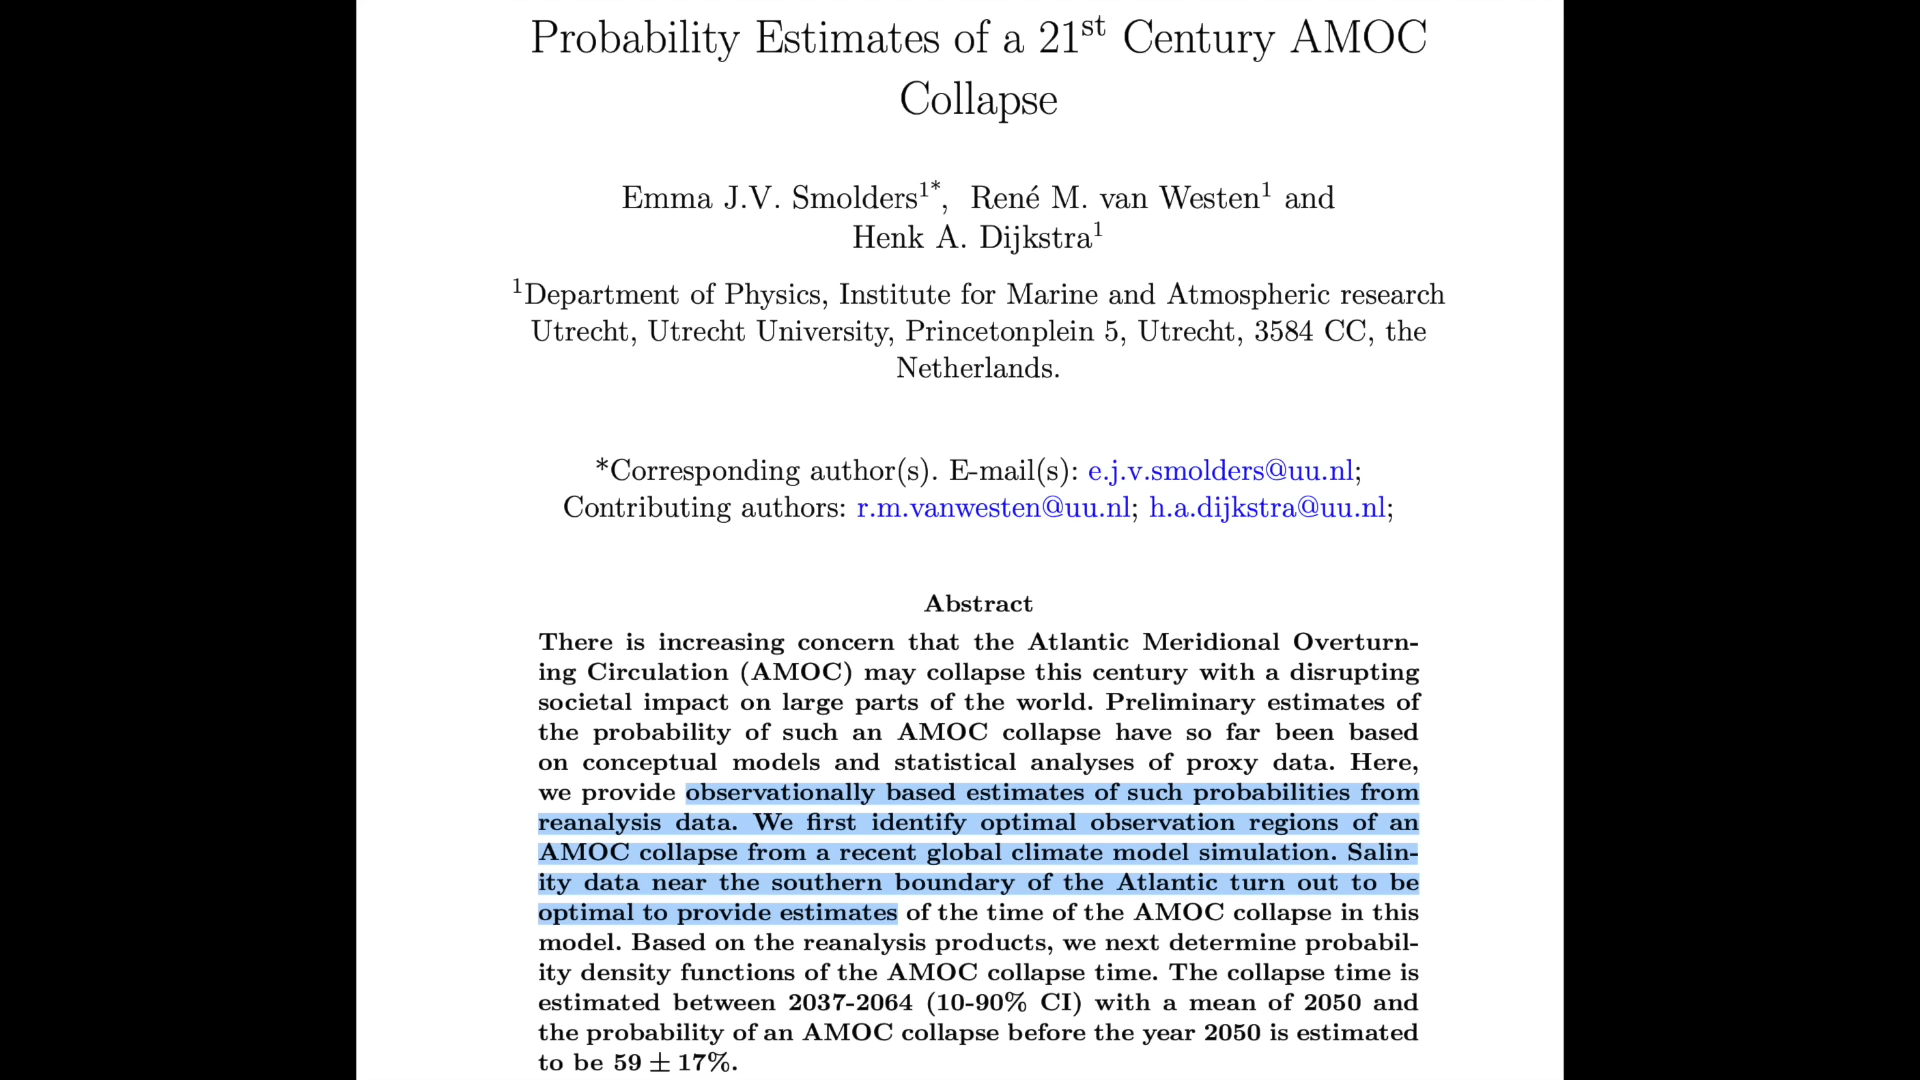 Probability Estimates of a 21st Century AMOC
Collapse
Emma J.V. Smolders1*, René M. van Westen1 and
Henk A. Dijkstra1
1Department of Physics, Institute for Marine and Atmospheric research
Utrecht, Utrecht University, Princetonplein 5, Utrecht, 3584 CC, the
Netherlands.
*Corresponding author(s). E-mail(s): e.j.v.smolders@uu.nl;
Contributing authors: r.m.vanwesten@uu.nl; h.a.dijkstra@uu.nl;
Abstract
There is increasing concern that the Atlantic Meridional Overturn-
ing Circulation (AMOC) may collapse this century with a disrupting
societal impact on large parts of the world. Preliminary estimates of
the probability of such an AMOC collapse have so far been based
on conceptual models and statistical analyses of proxy data. Here,
we provide observationally based estimates of such probabilities from
reanalysis data. We first identify optimal observation regions of an
AMOC collapse from a recent global climate model simulation. Salin-
ity data near the southern boundary of the Atlantic turn out to be
optimal to provide estimates of the time of the AMOC collapse in this
model. Based on the reanalysis products, we next determine probabil-
ity density functions of the AMOC collapse time. The collapse time is
estimated between 2037-2064 (10-90% CI) with a mean of 2050 and
the probability of an AMOC collapse before the year 2050 is estimated
to be 59 ± 17%.